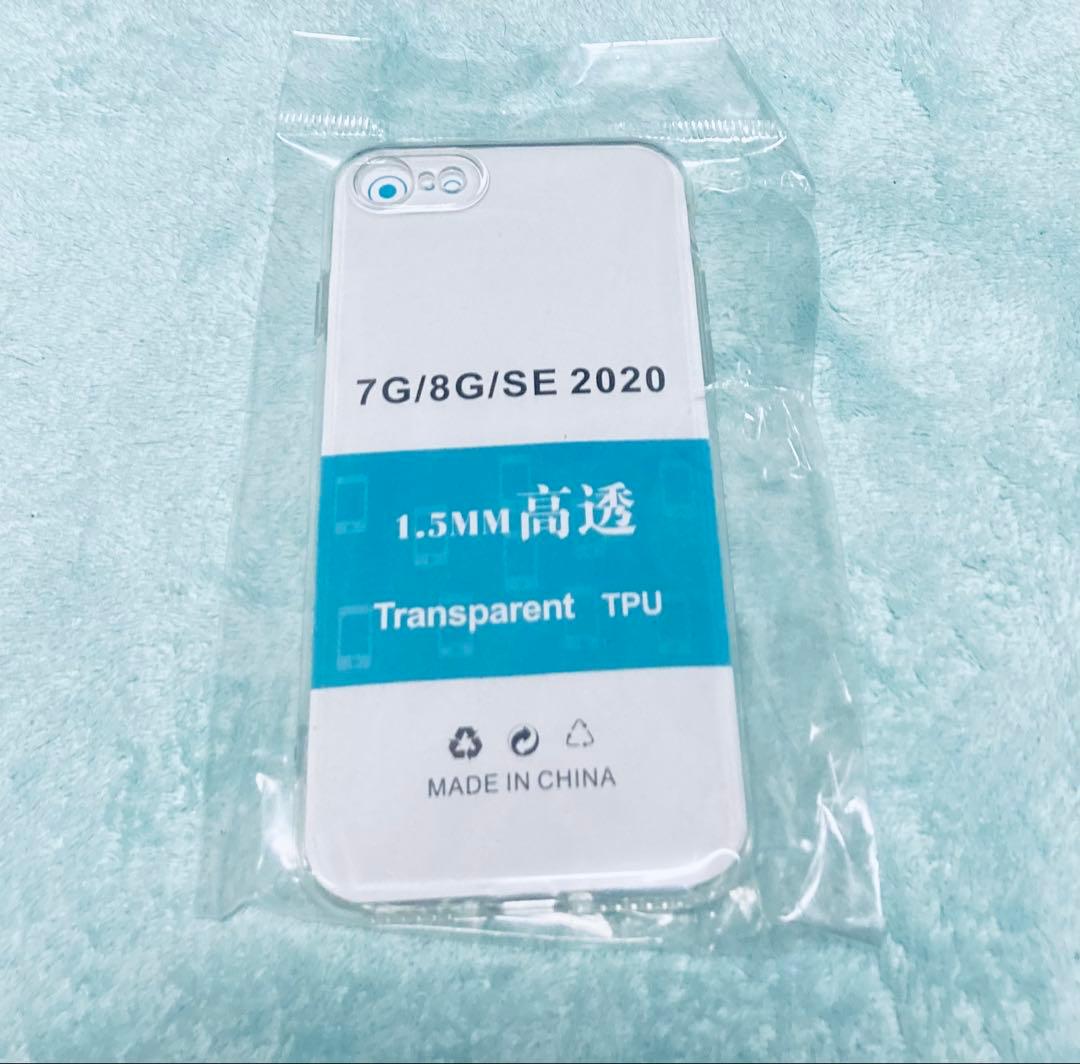 7G/8G/SE 2020
1.5MM高透
Transparent TPU
MADE IN CHINA